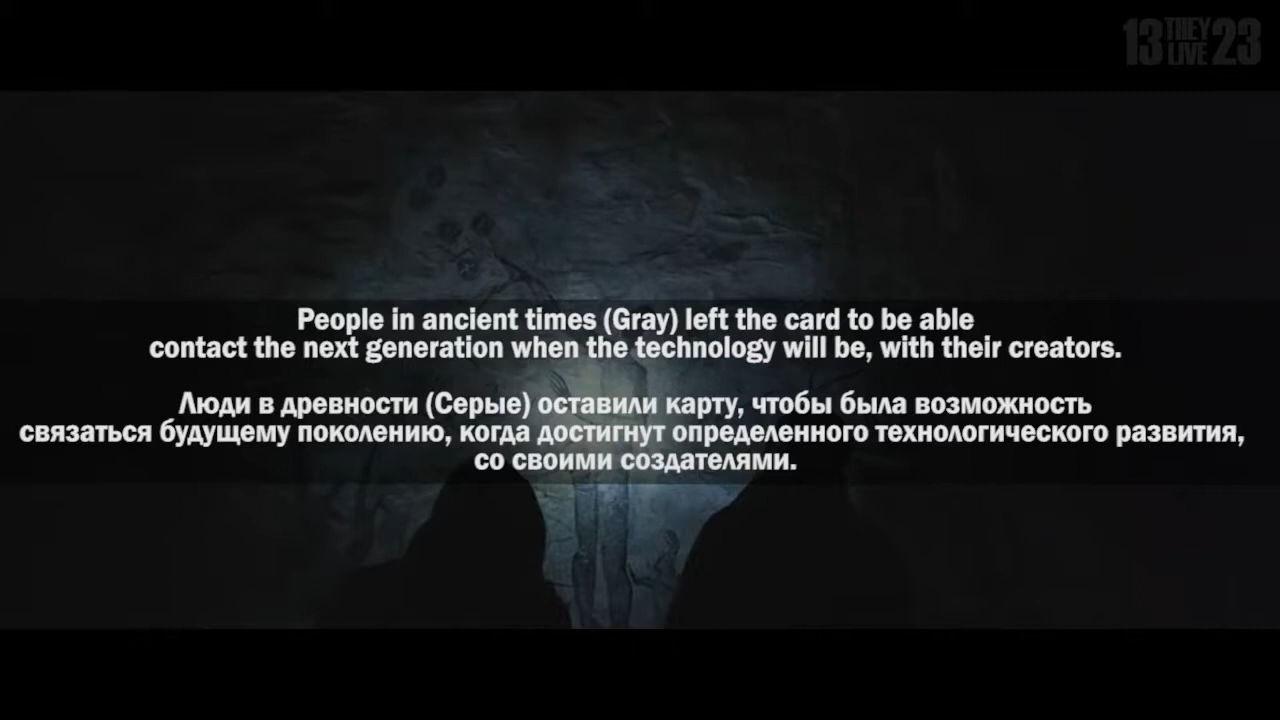 13 THEY LIVE 23
People in ancient times (Gray) left the card to be able
contact the next generation when the technology will be, with their creators.
Люди в древности (Серые) оставили карту, чтобы была возможность
связаться будущему поколению, когда достигнут определенного технологического развития,
со своими создателями.